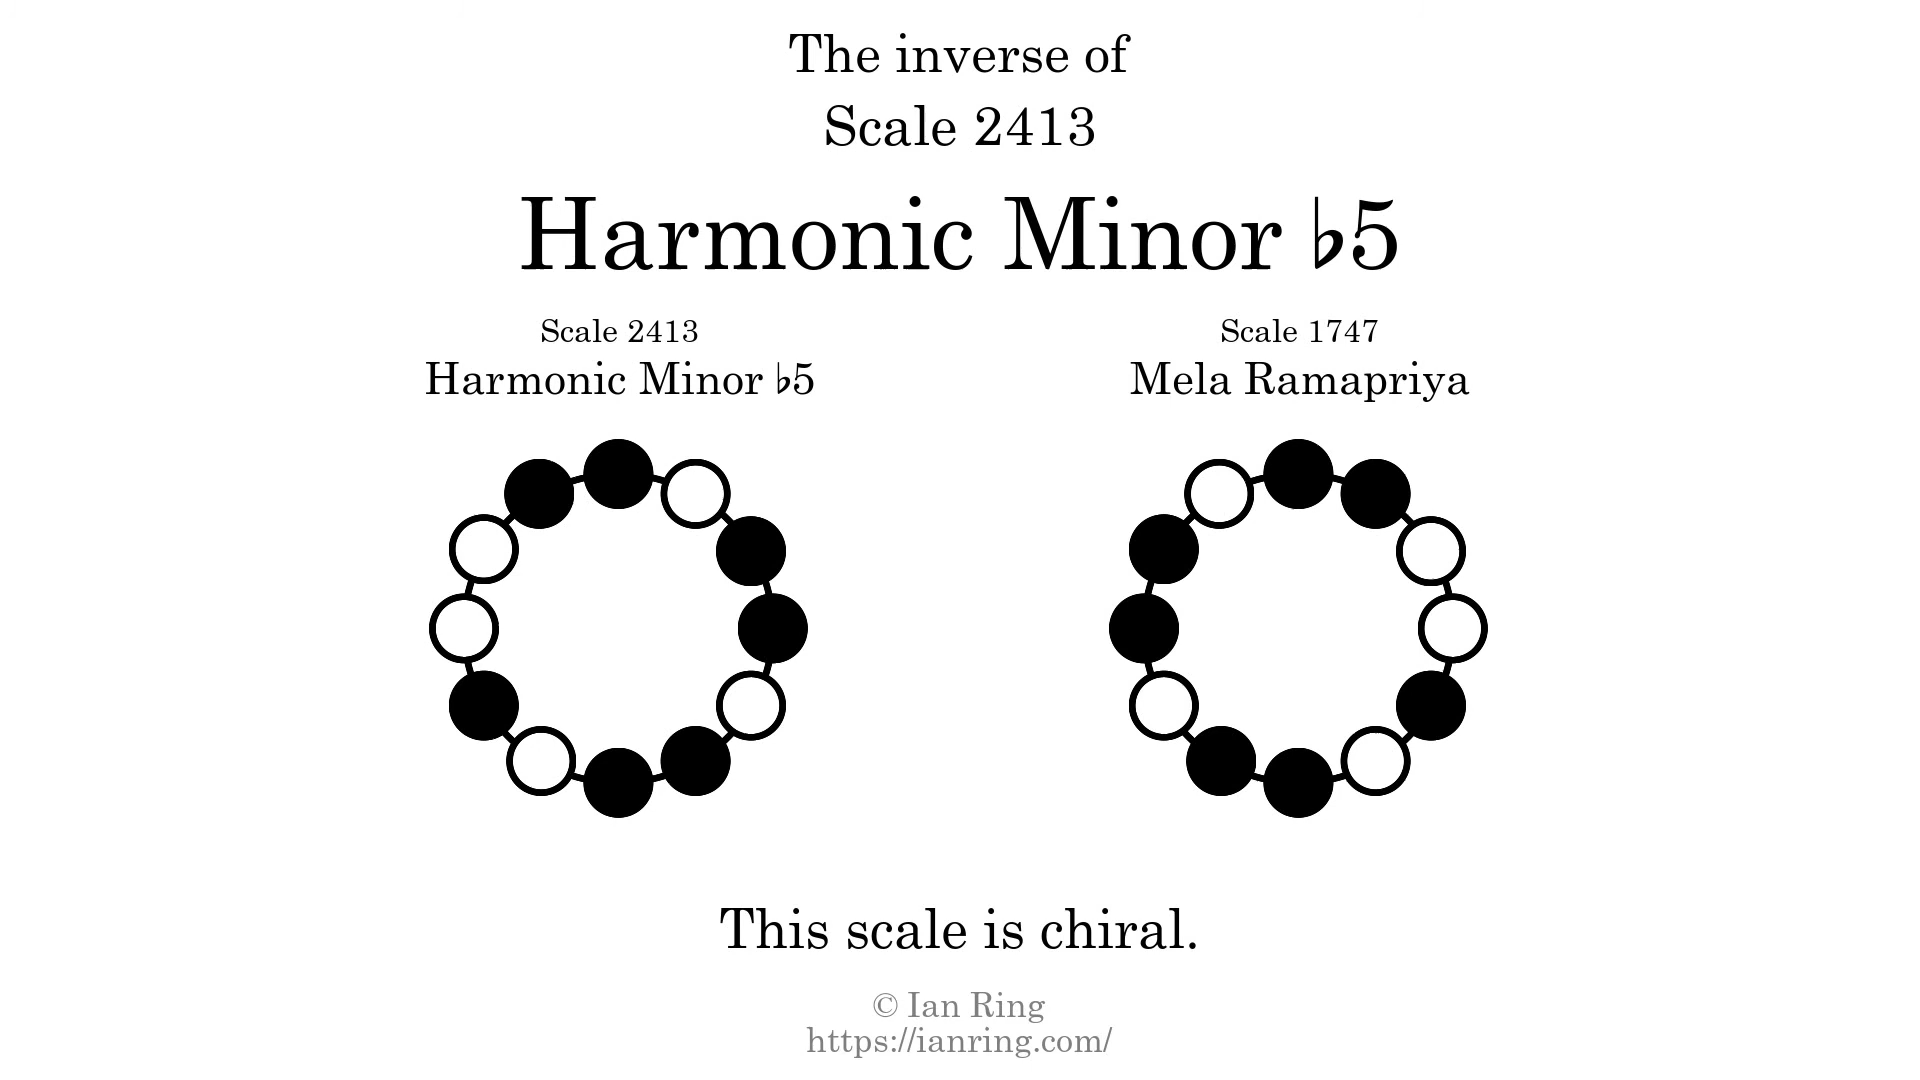 The inverse of
Scale 2413
Harmonic Minor ♭5
Scale 2413
Harmonic Minor ♭5
Scale 1747
Mela Ramapriya
This scale is chiral.
© Ian Ring
https://ianring.com/